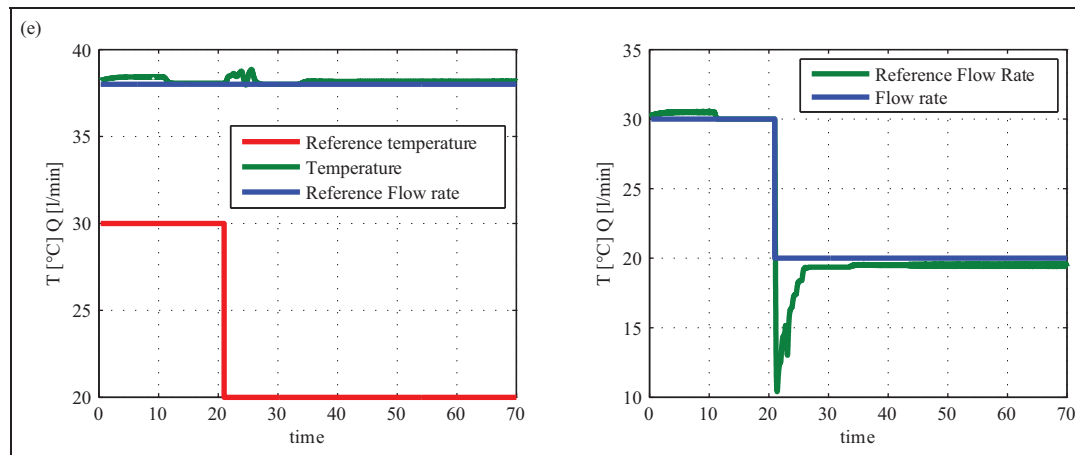 (e)
40
35
30
25
20
0
10
20
30
40
50
60
70
T [°C] Q [l/min]
time
Reference temperature
Temperature
Reference Flow rate
35
30
25
20
15
10
0
10
20
30
40
50
60
70
T [°C] Q [l/min]
time
Reference Flow Rate
Flow rate